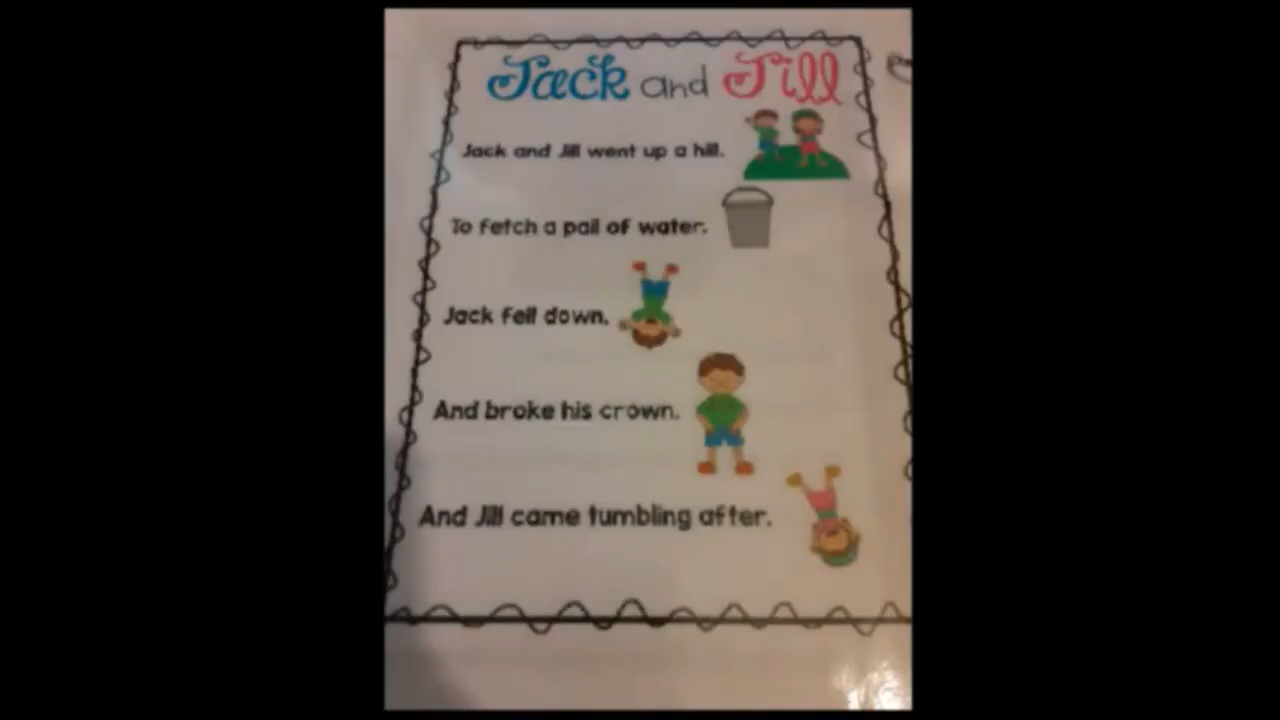 Jack and Jill
Jack and Jill went up a hill.
To fetch a pail of water.
Jack fell down.
And broke his crown.
And Jill came tumbling after.